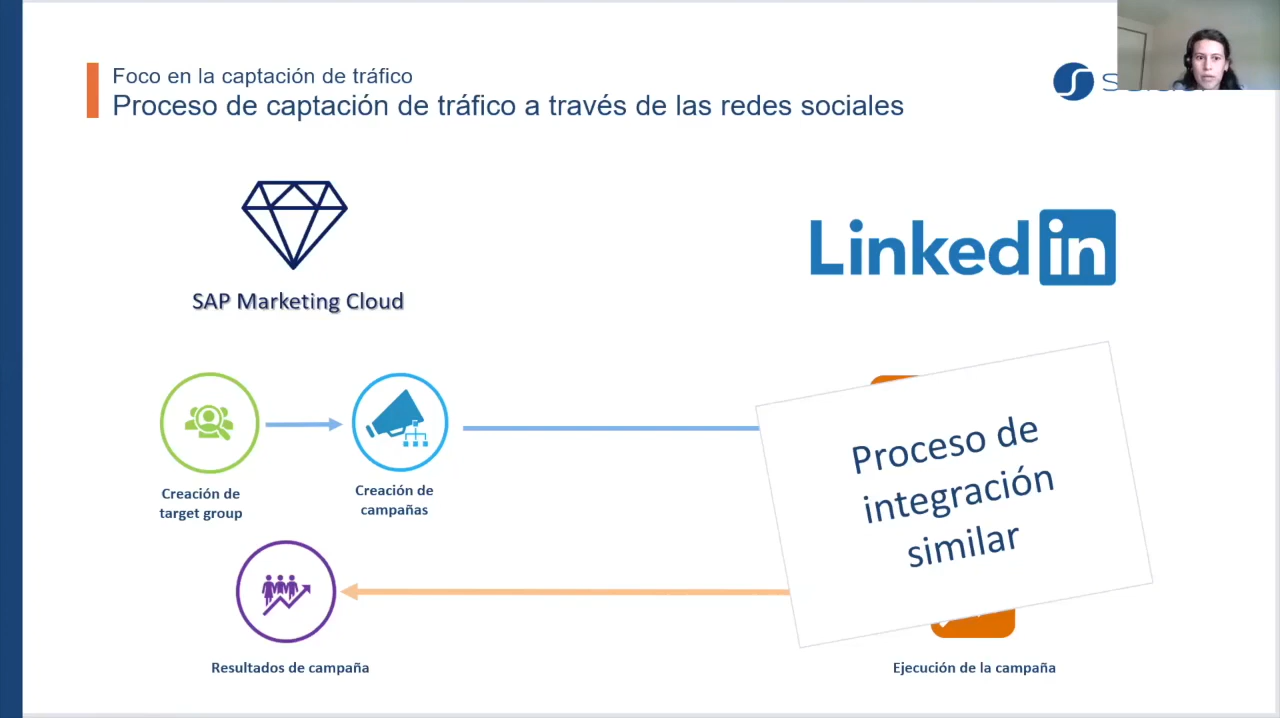 Foco en la captación de tráfico
Proceso de captación de tráfico a través de las redes sociales
SAP Marketing Cloud
Linkedin
Creación de
target group
Creación de
campañas
Proceso de
integración
similar
Resultados de campaña
Ejecución de la campaña